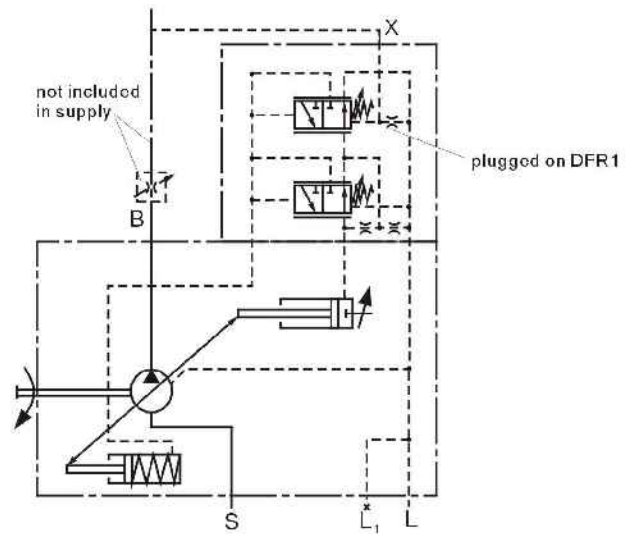 X
not included
in supply
plugged on DFR1
B
S
L₁
L